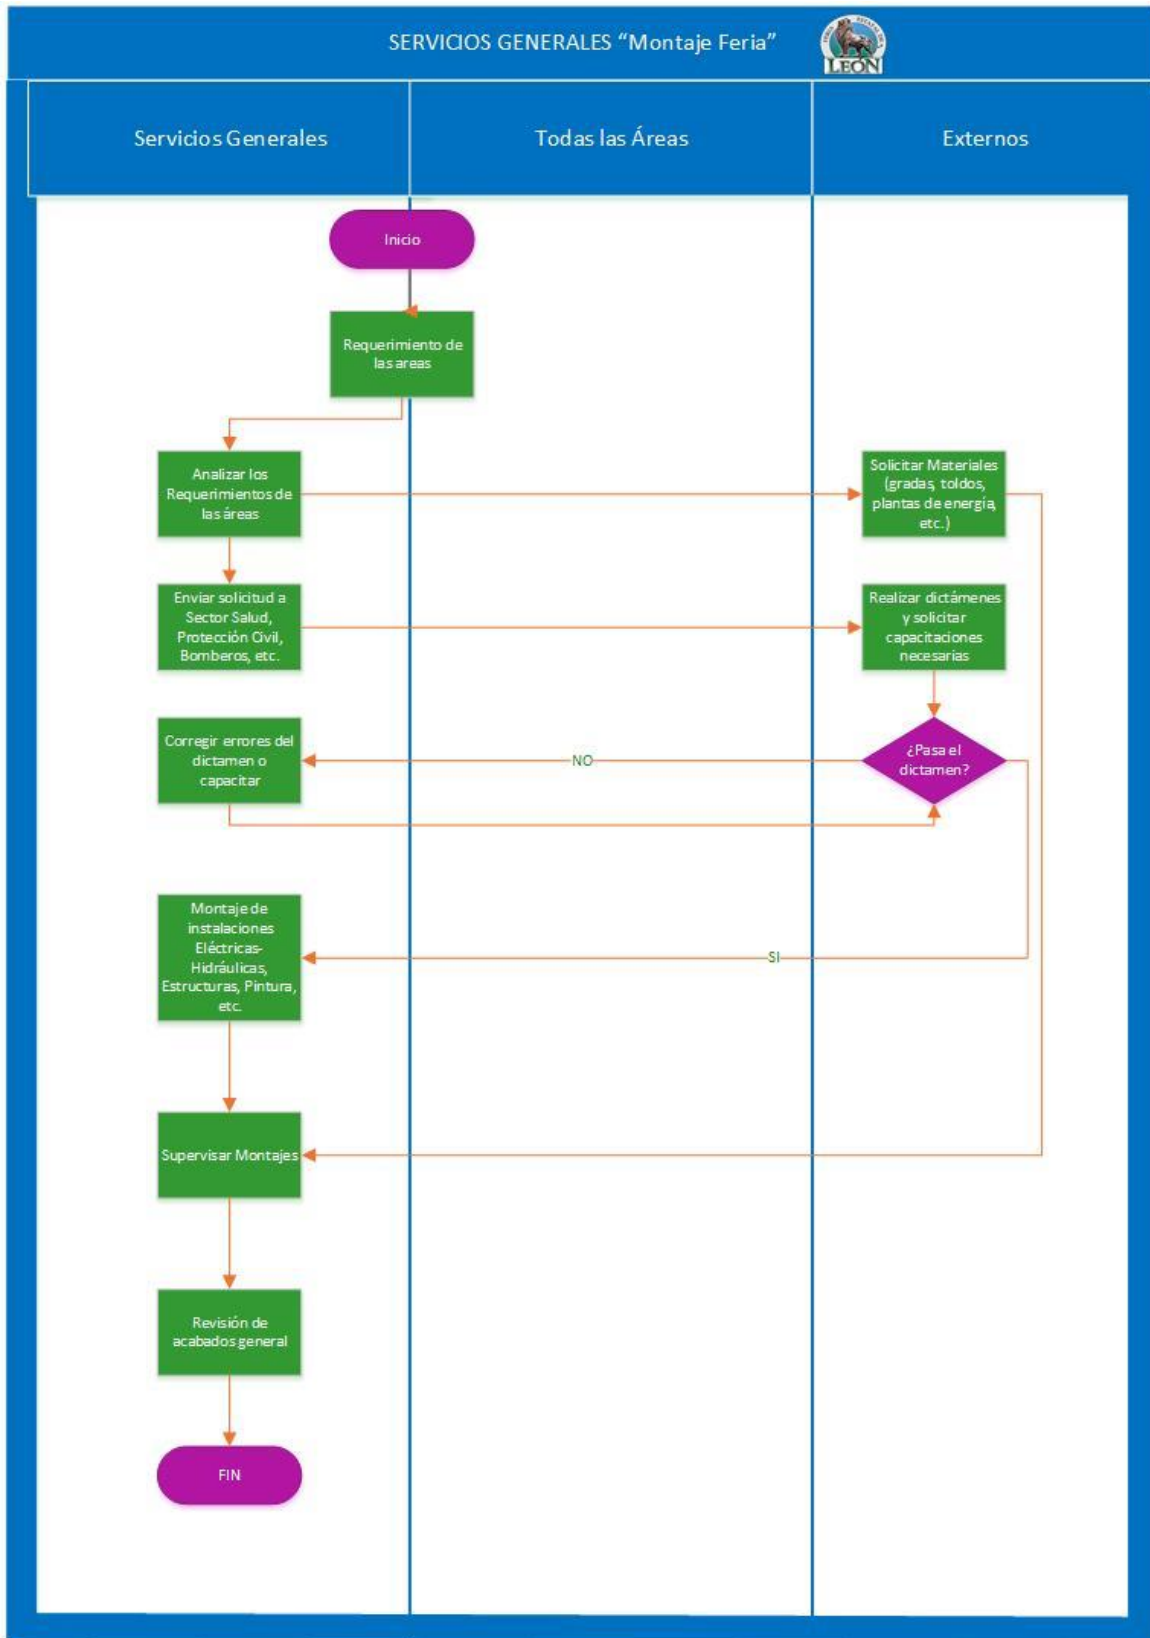 SERVICIOS GENERALES “Montaje Feria”
LEÓN
Servicios Generales
Todas las Áreas
Externos
Inicio
Requerimiento de
las areas
Analizar los
Requerimientos de
las áreas
Solicitar Materiales
(gradas, toldos,
plantas de energía,
etc.)
Enviar solicitud a
Sector Salud,
Protección Civil,
Bomberos, etc.
Realizar dictámenes
y solicitar
capacitaciones
necesarias
Corregir errores del
dictamen o
capacitar
NO
¿Pasa el
dictamen?
Montaje de
instalaciones
Eléctricas-
Hidráulicas,
Estructuras, Pintura,
etc.
SI
Supervisar Montajes
Revisión de
acabados general
FIN